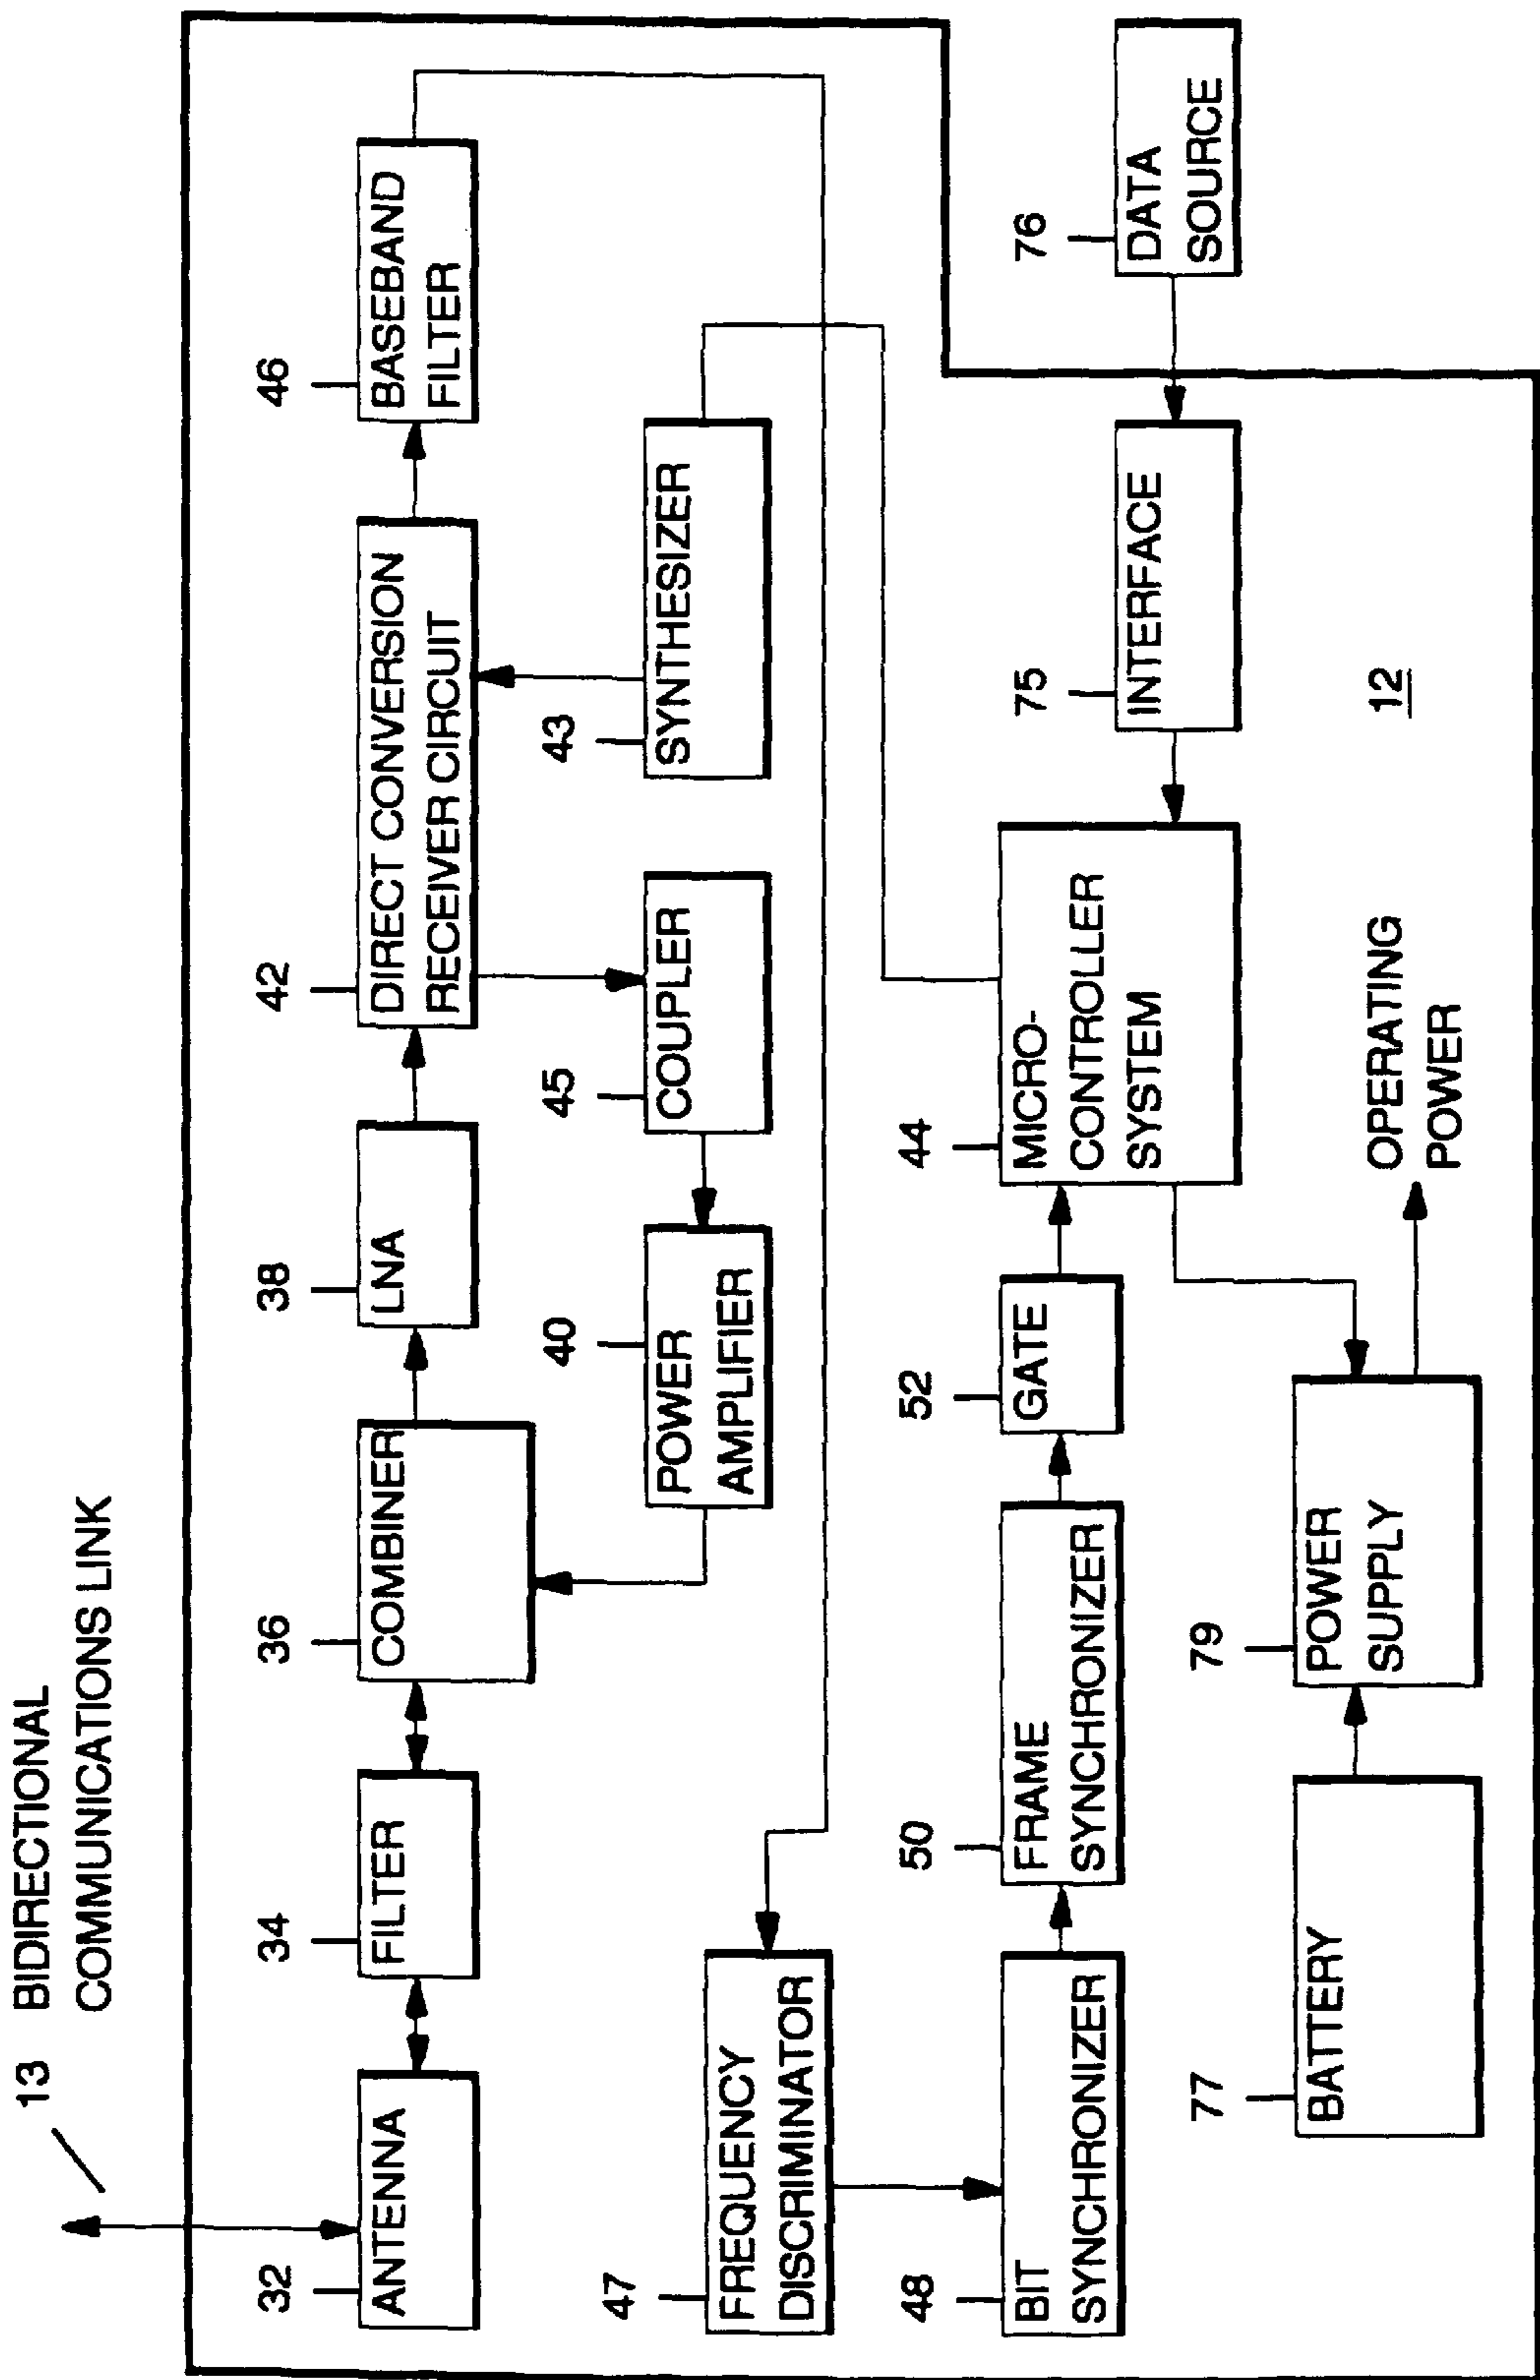 13 BIDIRECTIONAL
COMMUNICATIONS LINK
32
ANTENNA
34
FILTER
36
COMBINER
38
LNA
42
DIRECT CONVERSION
RECEIVER CIRCUIT
46
BASEBAND
FILTER
40
POWER
AMPLIFIER
45
COUPLER
43
SYNTHESIZER
47
FREQUENCY
DISCRIMINATOR
48
BIT
SYNCHRONIZER
50
FRAME
SYNCHRONIZER
52
GATE
44
MICRO-
CONTROLLER
SYSTEM
75
INTERFACE
76
DATA
SOURCE
77
BATTERY
79
POWER
SUPPLY
OPERATING
POWER
12